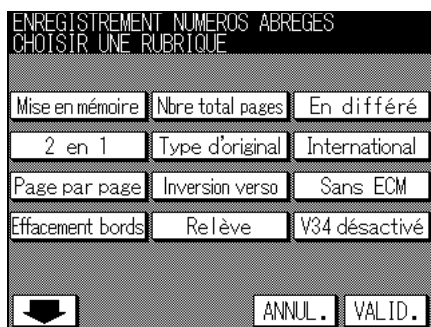 ENREGISTREMENT NUMEROS ABREGES
CHOISIR UNE RUBRIQUE
Mise en mémoire Nbre total pages En différé
2 en 1 Type d'original International
Page par page Inversion verso Sans ECM
Effacement bords Relève V34 désactivé
ANNUL. VALID.